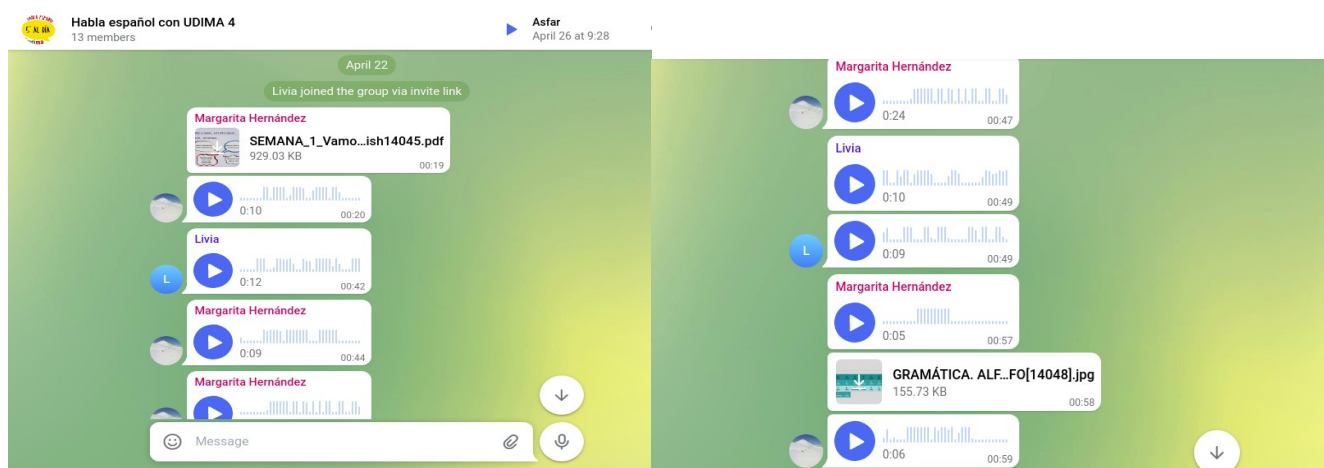 5' AL DÍA
Habla español con UDIMA 4
13 members
Asfar
April 26 at 9:28
April 22
Livia joined the group via invite link
Margarita Hernández
SEMANA_1_Vamo...ish14045.pdf
929.03 KB
00:19
0:10
00:20
Livia
L
0:12
00:42
Margarita Hernández
0:09
00:44
Margarita Hernández
Message
Margarita Hernández
0:24
00:47
Livia
0:10
00:49
L
0:09
00:49
Margarita Hernández
0:05
00:57
GRAMÁTICA. ALF...FO[14048].jpg
155.73 KB
00:58
0:06
00:59